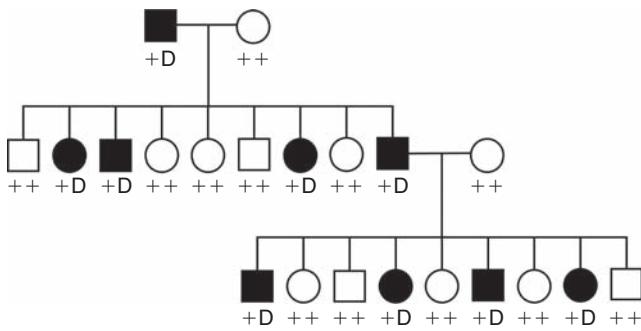 +D ++
++ +D +D ++ ++ ++ +D ++ +D ++
+D ++ ++ +D ++ +D ++ +D ++